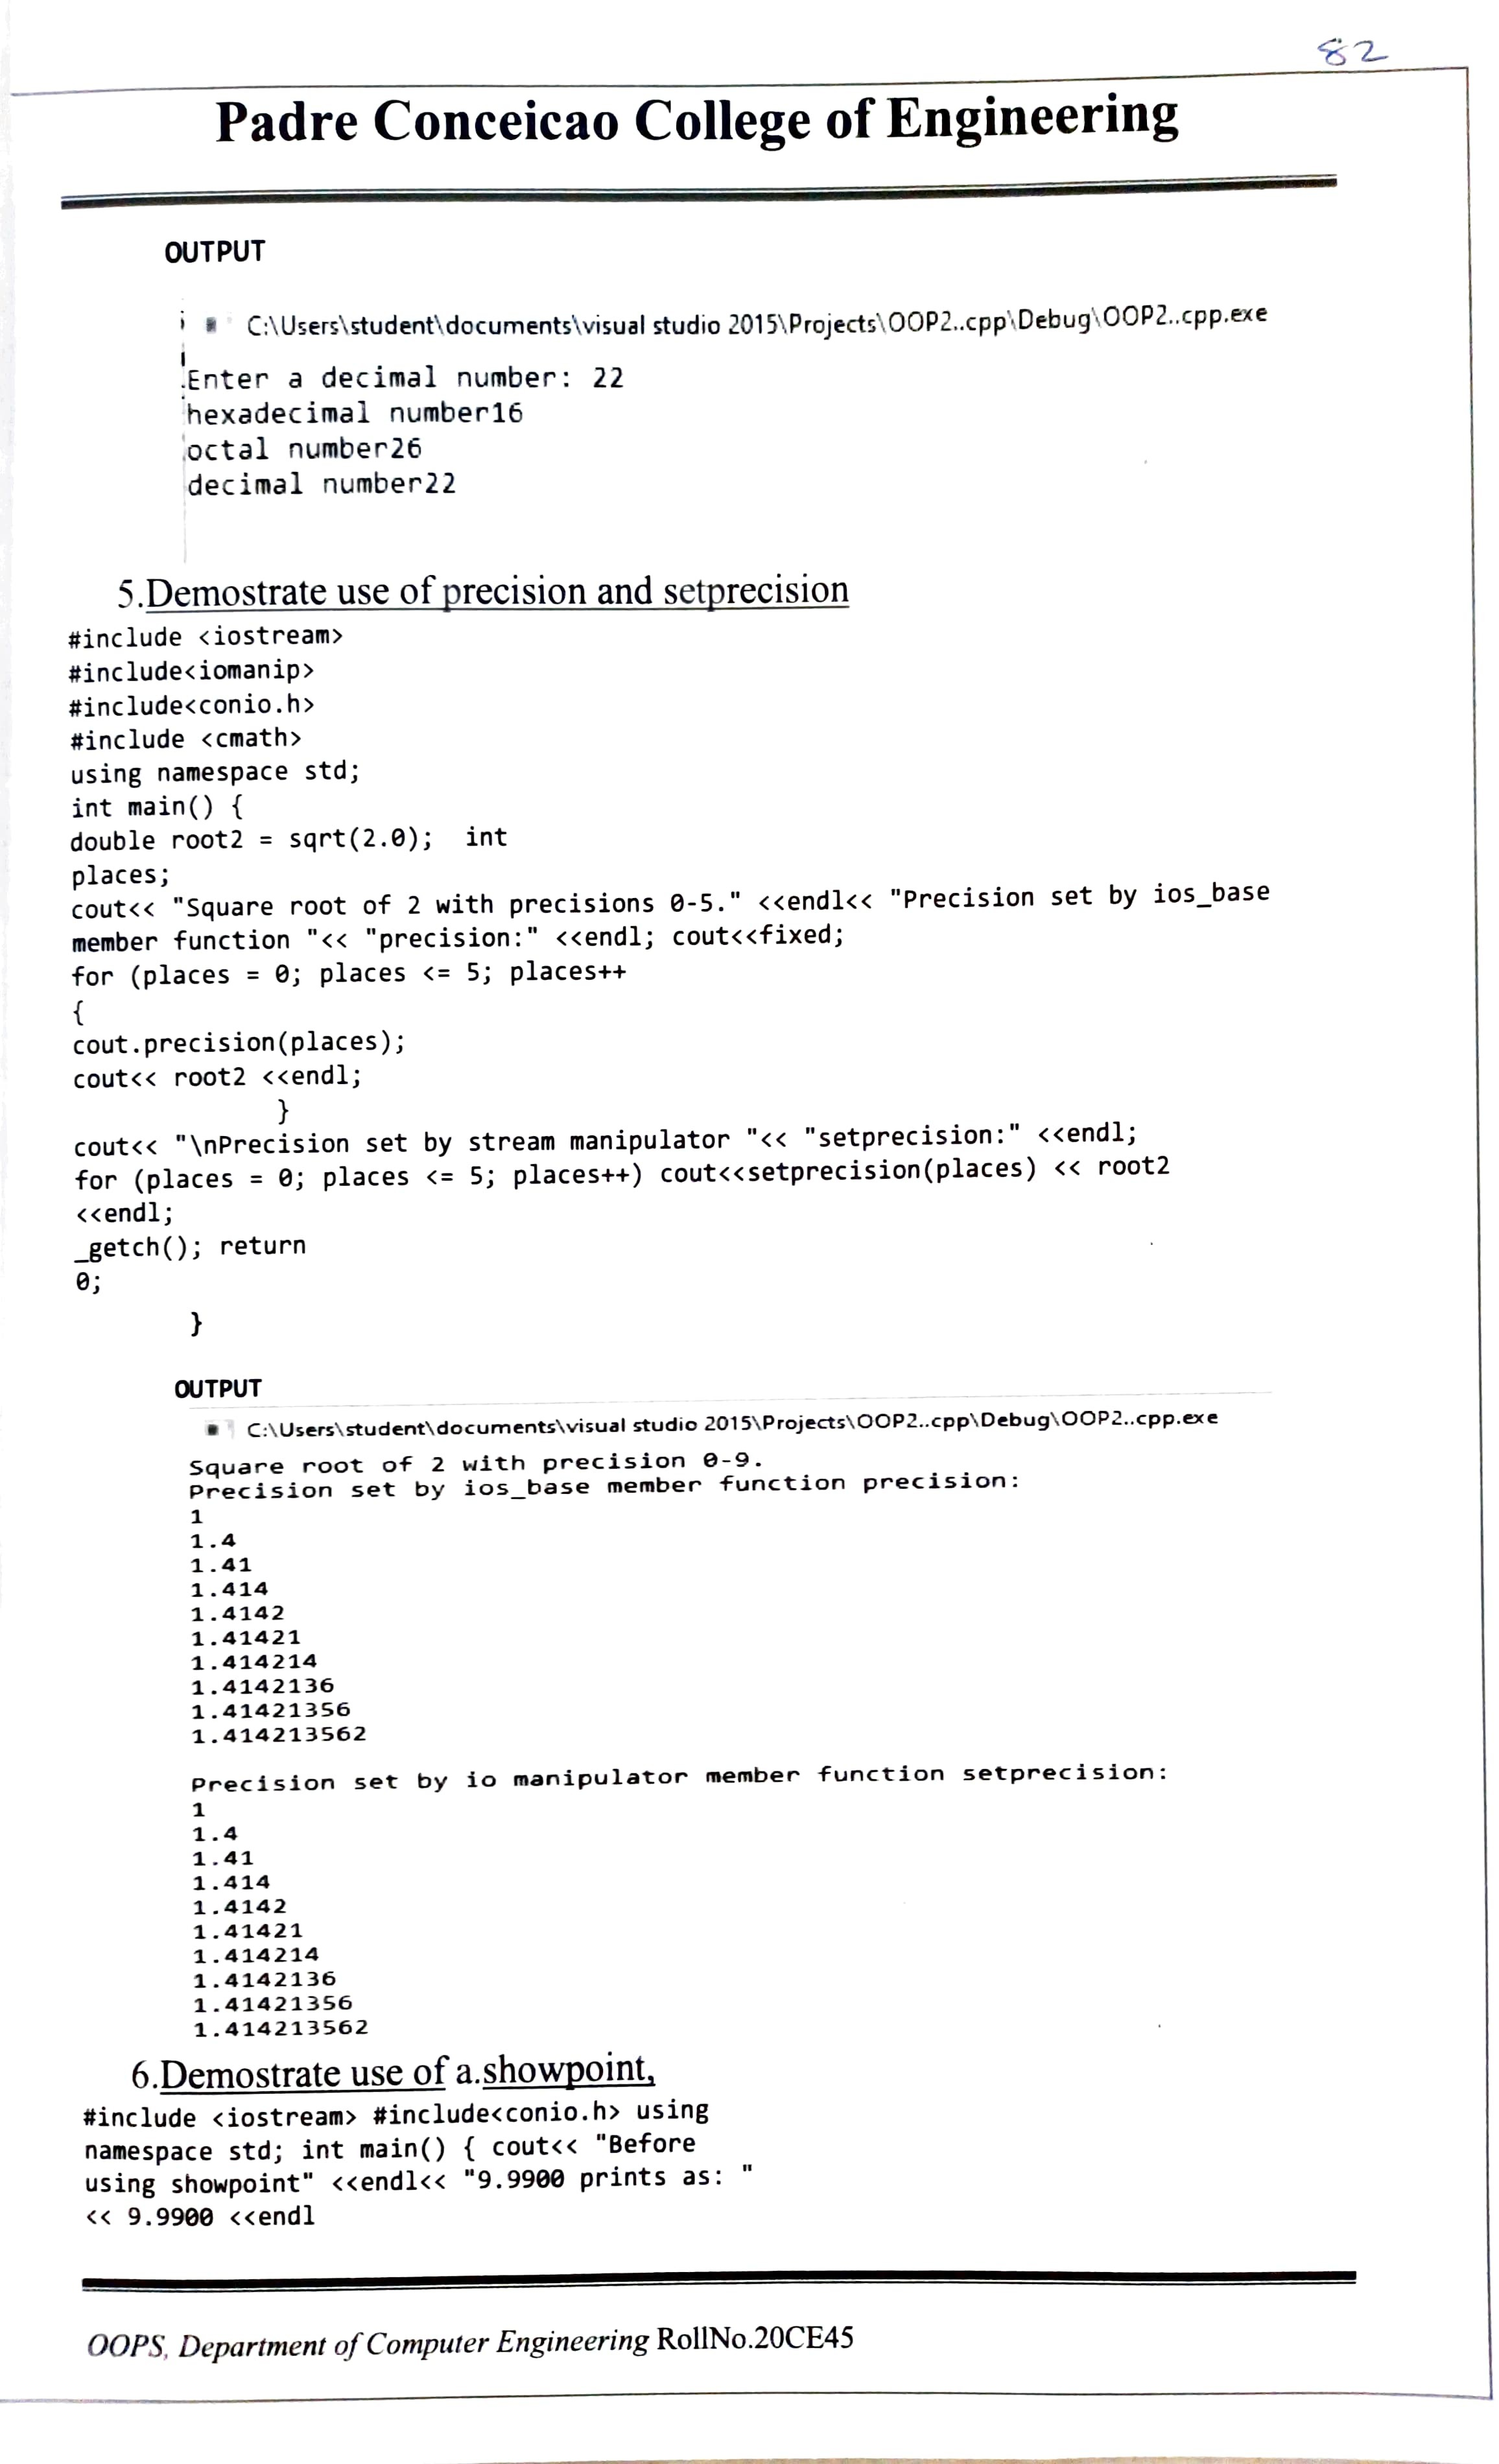 82
Padre Conceicao College of Engineering
OUTPUT
C:\Users\student\documents\visual studio 2015\Projects\OOP2..cpp\Debug\OOP2..cpp.exe
Enter a decimal number: 22
hexadecimal number16
octal number26
decimal number22
5.Demostrate use of precision and setprecision
#include <iostream>
#include<iomanip>
#include<conio.h>
#include <cmath>
using namespace std;
int main() {
double root2 = sqrt(2.0);  int
places;
cout<< "Square root of 2 with precisions 0-5." <<endl<< "Precision set by ios_base
member function "<< "precision:" <<endl; cout<<fixed;
for (places = 0; places <= 5; places++
{
cout.precision(places);
cout<< root2 <<endl;
}
cout<< "\nPrecision set by stream manipulator "<< "setprecision:" <<endl;
for (places = 0; places <= 5; places++) cout<<setprecision(places) << root2
<<endl;
_getch(); return
0;
}
OUTPUT
C:\Users\student\documents\visual studio 2015\Projects\OOP2..cpp\Debug\OOP2..cpp.exe
Square root of 2 with precision 0-9.
Precision set by ios_base member function precision:
1
1.4
1.41
1.414
1.4142
1.41421
1.414214
1.4142136
1.41421356
1.414213562
Precision set by io manipulator member function setprecision:
1
1.4
1.41
1.414
1.4142
1.41421
1.414214
1.4142136
1.41421356
1.414213562
6.Demostrate use of a.showpoint,
#include <iostream> #include<conio.h> using
namespace std; int main() { cout<< "Before
using showpoint" <<endl<< "9.9900 prints as: "
<< 9.9900 <<endl
OOPS, Department of Computer Engineering RollNo.20CE45